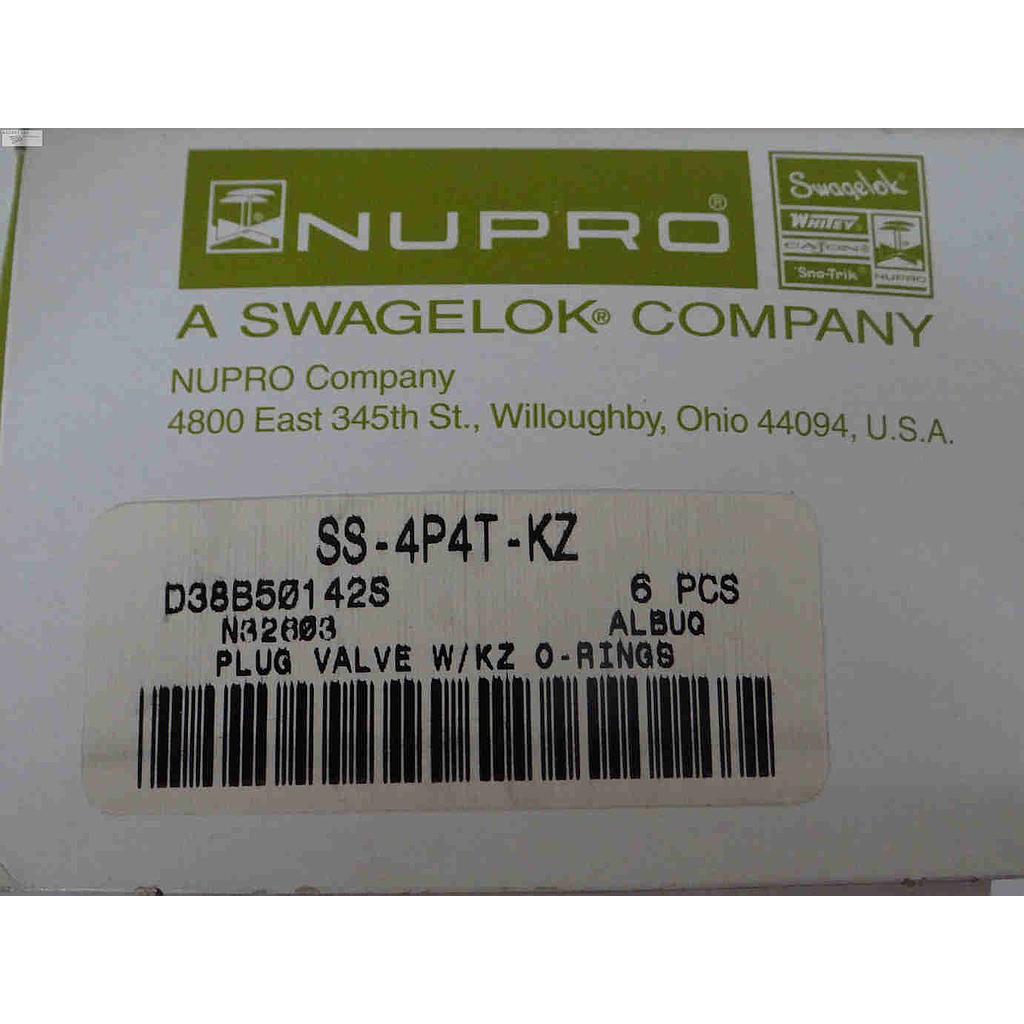 NUPRO®
Swagelok®
WHITEY®
CAJON®
Sno-Trik®
NUPRO
A SWAGELOK® COMPANY
NUPRO Company
4800 East 345th St., Willoughby, Ohio 44094, U.S.A.
SS-4P4T-KZ
D38B50142S 6 PCS
ALBUQ
PLUG VALVE W/KZ O-RINGS